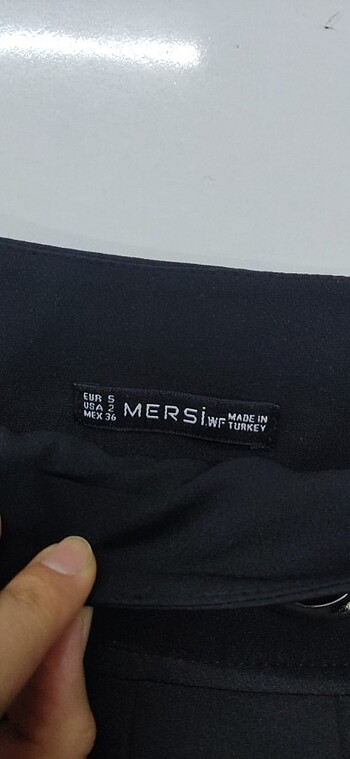 EUR S
USA 2
MEX 36
MERSi.WF
MADE IN
TURKEY